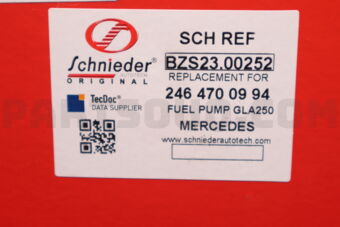 SCH REF
Schnieder
AUTOTERM
ORIGINAL
BZS23.00252
REPLACEMENT FOR
246 470 09 94
TecDoc
DATA SUPPLIER
FUEL PUMP GLA250
MERCEDES
www.schniederautotech.com